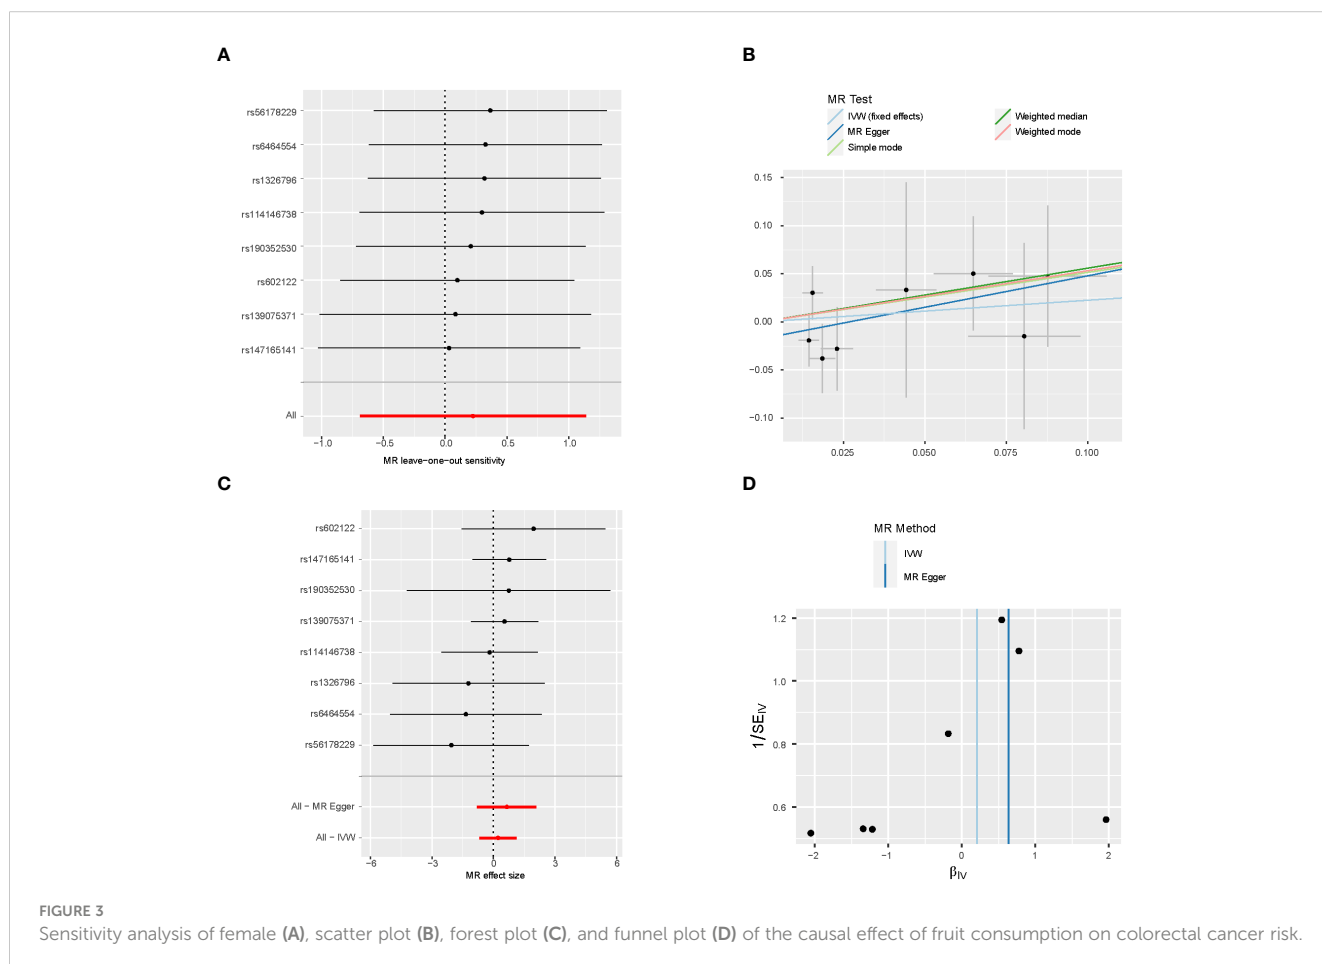 A
rs56178229
rs6464554
rs1326796
rs114146738
rs190352530
rs602122
rs139075371
rs147165141
All
−1.0 −0.5 0.0 0.5 1.0
MR leave−one−out sensitivity
B
MR Test
IVW (fixed effects)
MR Egger
Simple mode
Weighted median
Weighted mode
0.15
0.10
0.05
0.00
−0.05
−0.10
0.025 0.050 0.075 0.100
C
rs602122
rs147165141
rs190352530
rs139075371
rs114146738
rs1326796
rs6464554
rs56178229
All − MR Egger
All − IVW
−6 −3 0 3 6
MR effect size
D
MR Method
IVW
MR Egger
1.2
1.0
0.8
0.6
1/SE_IV
−2 −1 0 1 2
β_IV
FIGURE 3
Sensitivity analysis of female (A), scatter plot (B), forest plot (C), and funnel plot (D) of the causal effect of fruit consumption on colorectal cancer risk.